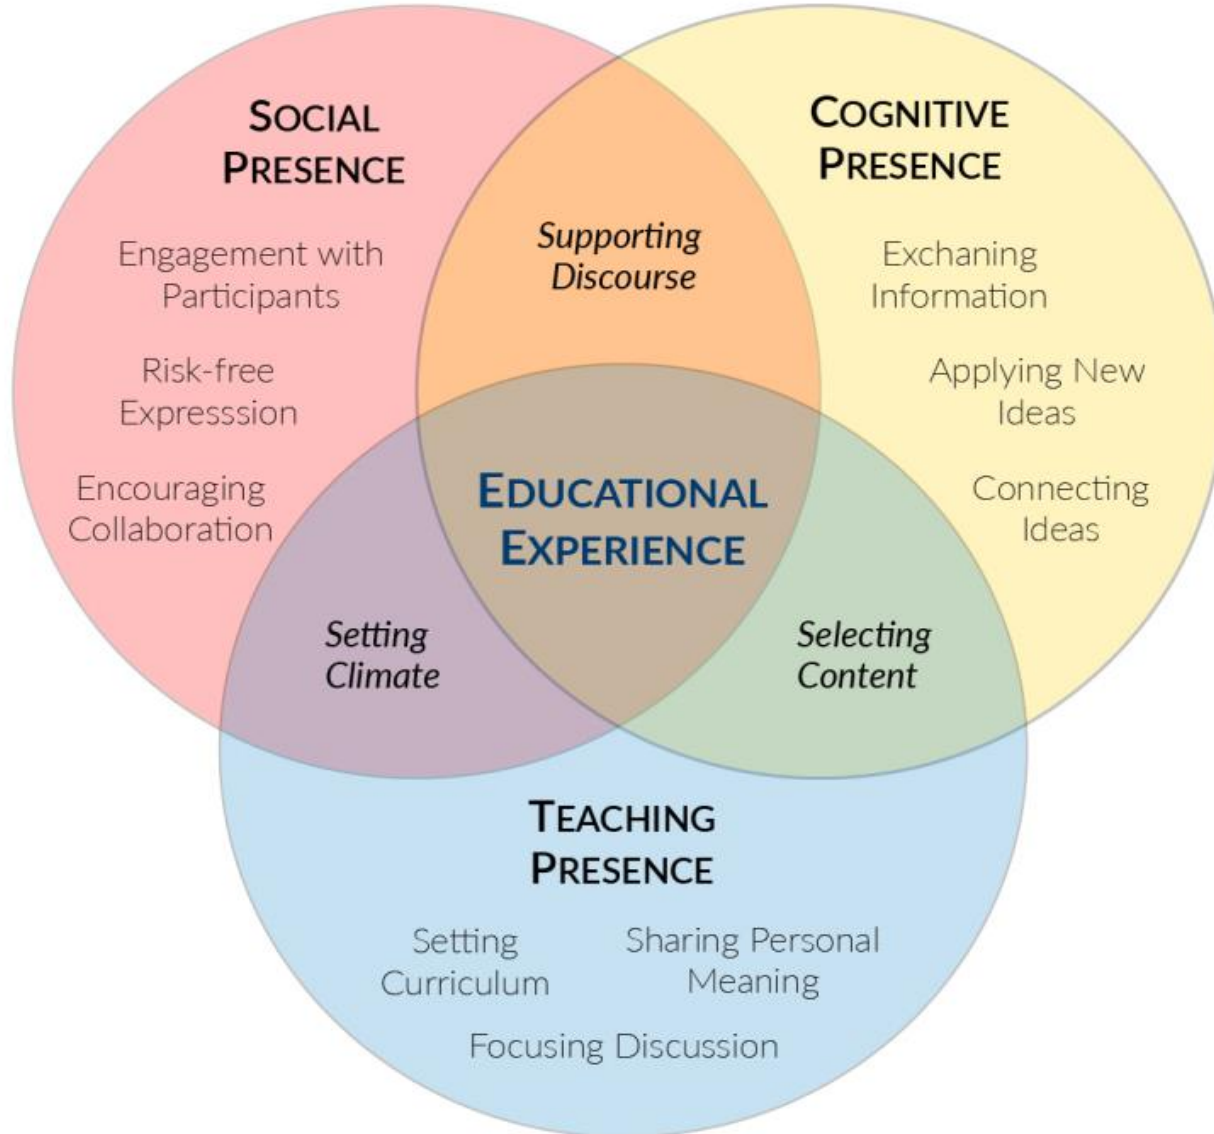 SOCIAL
PRESENCE
Engagement with
Participants
Risk-free
Expresssion
Encouraging
Collaboration
COGNITIVE
PRESENCE
Exchaning
Information
Applying New
Ideas
Connecting
Ideas
Supporting
Discourse
EDUCATIONAL
EXPERIENCE
Setting
Climate
Selecting
Content
TEACHING
PRESENCE
Setting
Curriculum
Sharing Personal
Meaning
Focusing Discussion